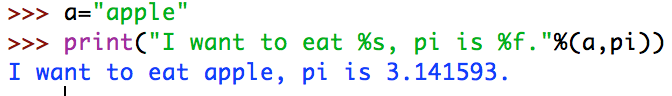 >>> a="apple"
>>> print("I want to eat %s, pi is %f."%(a,pi))
I want to eat apple, pi is 3.141593.